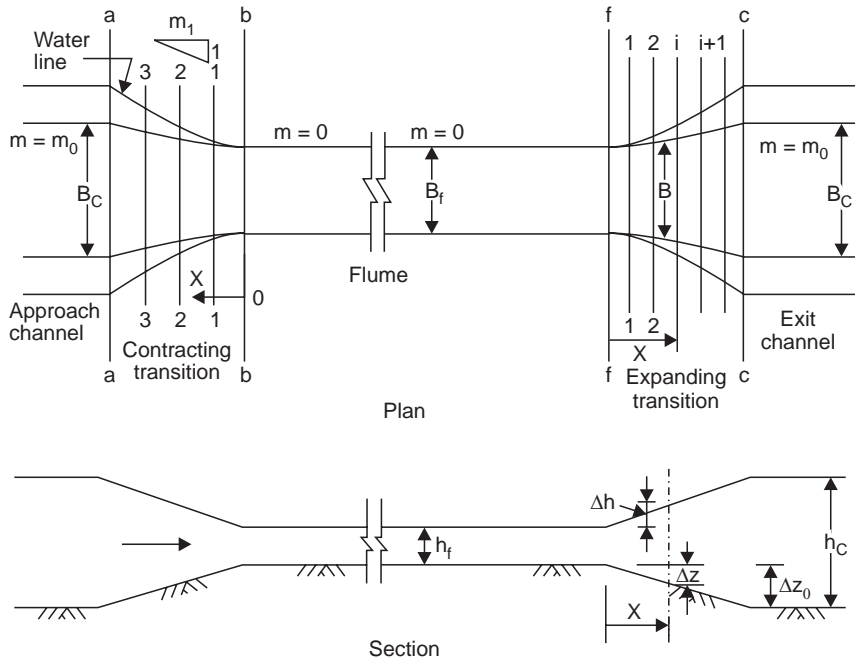 a
b
f
c
m1
1
Water
line
3 2 1
1 2 i i+1
m = m0
m = 0
m = 0
m = m0
BC
Bf
B
BC
Flume
X
0
Approach
channel
3 2 1
1 2
X
Exit
channel
Contracting
transition
Expanding
transition
a
b
f
c
Plan
Δh
hf
hC
Δz
Δz0
X
Section